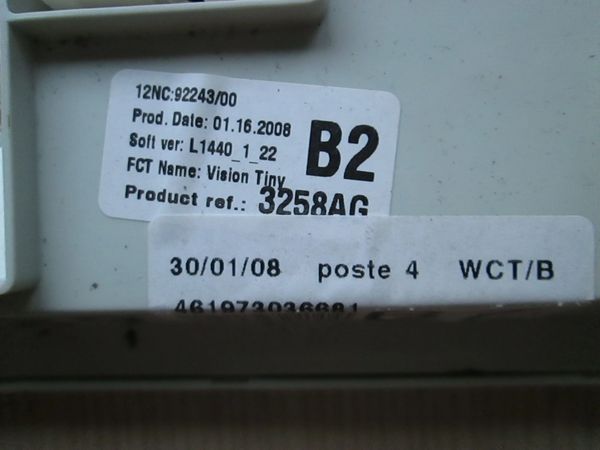 12NC:92243/00
Prod. Date: 01.16.2008
Soft ver: L1440_1_22
FCT Name: Vision Tiny
B2
Product ref.: 3258AG
30/01/08 poste 4 WCT/B
461973036681